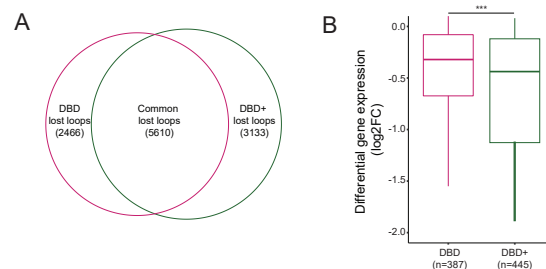 A
DBD
lost loops
(2466)
Common
lost loops
(5610)
DBD+
lost loops
(3133)
B
***
Differential gene expression
(log2FC)
0.0
-0.5
-1.0
-1.5
-2.0
DBD
(n=387)
DBD+
(n=445)